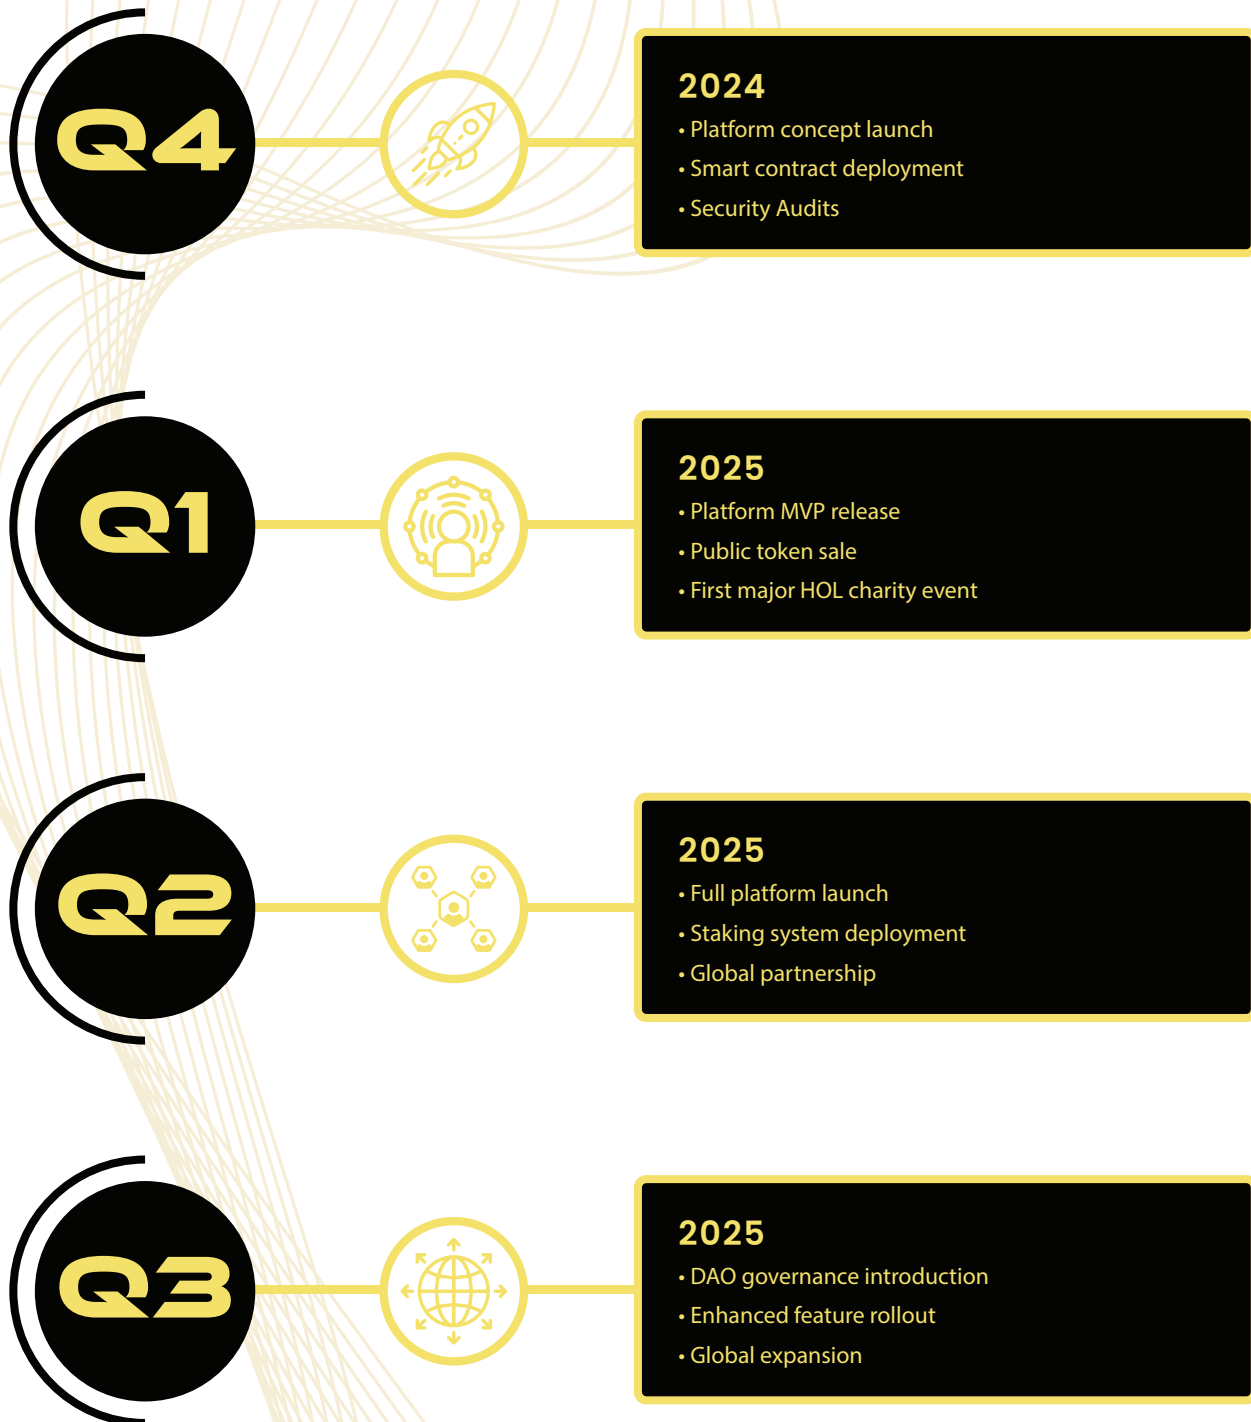 Q4
2024
• Platform concept launch
• Smart contract deployment
• Security Audits
Q1
2025
• Platform MVP release
• Public token sale
• First major HOL charity event
Q2
2025
• Full platform launch
• Staking system deployment
• Global partnership
Q3
2025
• DAO governance introduction
• Enhanced feature rollout
• Global expansion